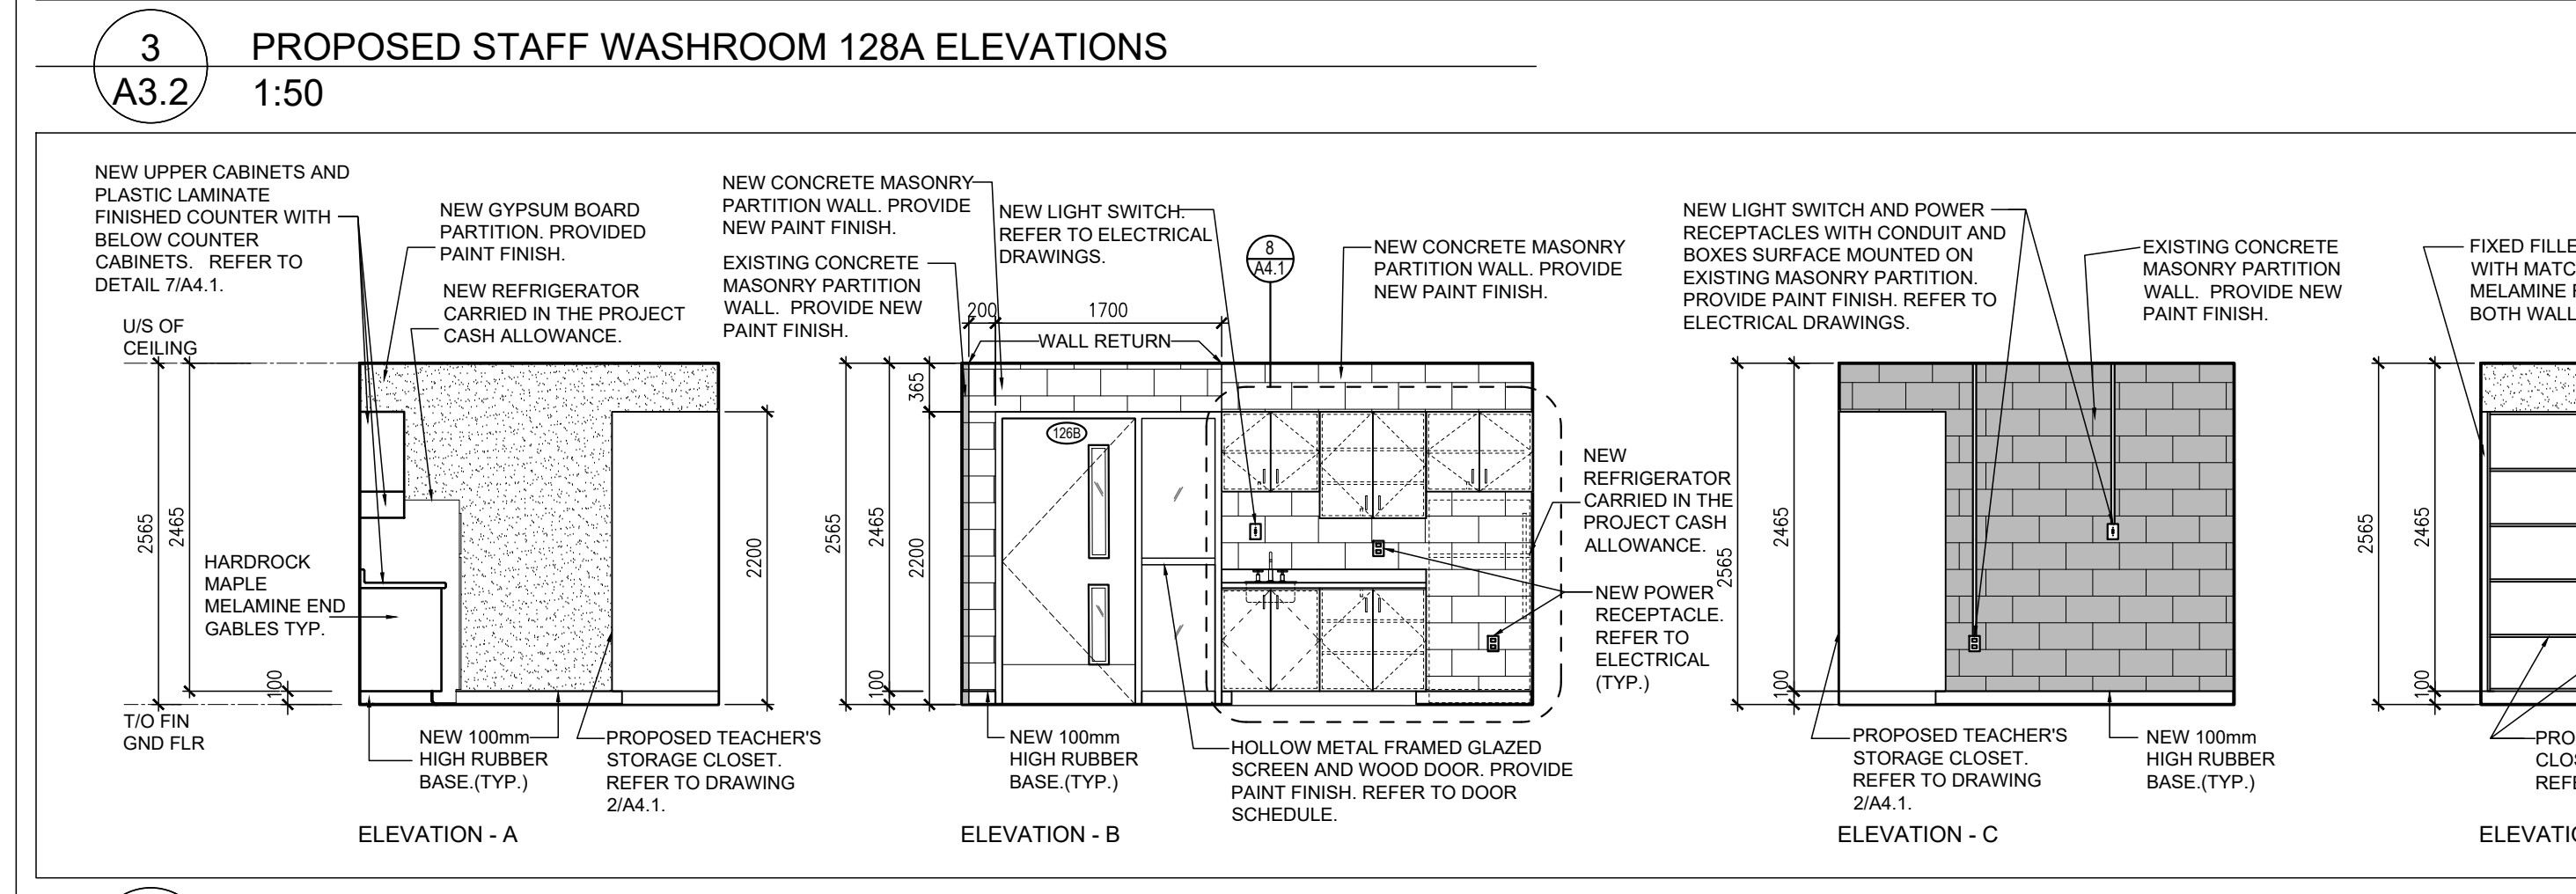 3
A3.2
PROPOSED STAFF WASHROOM 128A ELEVATIONS
1:50
NEW UPPER CABINETS AND
PLASTIC LAMINATE
FINISHED COUNTER WITH
BELOW COUNTER
CABINETS. REFER TO
DETAIL 7/A4.1.
NEW GYPSUM BOARD
PARTITION. PROVIDED
PAINT FINISH.
NEW REFRIGERATOR
CARRIED IN THE PROJECT
CASH ALLOWANCE.
U/S OF
CEILING
2565
2465
100
HARDROCK
MAPLE
MELAMINE END
GABLES TYP.
2200
T/O FIN
GND FLR
NEW 100mm
HIGH RUBBER
BASE.(TYP.)
PROPOSED TEACHER'S
STORAGE CLOSET.
REFER TO DRAWING
2/A4.1.
ELEVATION - A
NEW CONCRETE MASONRY
PARTITION WALL. PROVIDE
NEW PAINT FINISH.
EXISTING CONCRETE
MASONRY PARTITION
WALL. PROVIDE NEW
PAINT FINISH.
NEW LIGHT SWITCH.
REFER TO ELECTRICAL
DRAWINGS.
8
A4.1
NEW CONCRETE MASONRY
PARTITION WALL. PROVIDE
NEW PAINT FINISH.
200
1700
WALL RETURN
365
2565
2465
2200
100
126B
NEW
REFRIGERATOR
CARRIED IN THE
PROJECT CASH
ALLOWANCE.
NEW POWER
RECEPTACLE.
REFER TO
ELECTRICAL
(TYP.)
NEW 100mm
HIGH RUBBER
BASE.(TYP.)
HOLLOW METAL FRAMED GLAZED
SCREEN AND WOOD DOOR. PROVIDE
PAINT FINISH. REFER TO DOOR
SCHEDULE.
ELEVATION - B
NEW LIGHT SWITCH AND POWER
RECEPTACLES WITH CONDUIT AND
BOXES SURFACE MOUNTED ON
EXISTING MASONRY PARTITION.
PROVIDE PAINT FINISH. REFER TO
ELECTRICAL DRAWINGS.
EXISTING CONCRETE
MASONRY PARTITION
WALL. PROVIDE NEW
PAINT FINISH.
2565
2465
100
PROPOSED TEACHER'S
STORAGE CLOSET.
REFER TO DRAWING
2/A4.1.
NEW 100mm
HIGH RUBBER
BASE.(TYP.)
ELEVATION - C
FIXED FILLE
WITH MATC
MELAMINE
BOTH WALL
2565
2465
100
PRO
CLOS
REFE
ELEVATIO